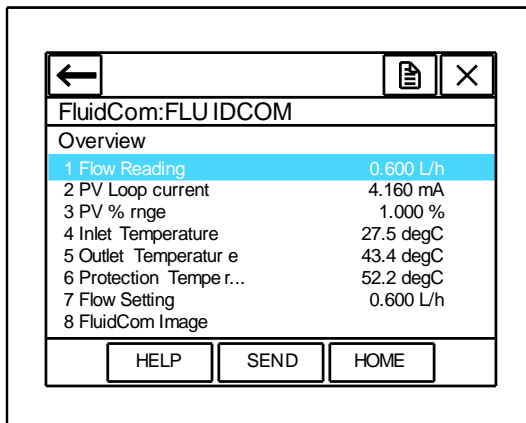 FluidCom:FLUIDCOM
Overview
1 Flow Reading 0.600 L/h
2 PV Loop current 4.160 mA
3 PV % rnge 1.000 %
4 Inlet Temperature 27.5 degC
5 Outlet Temperatur e 43.4 degC
6 Protection Tempe r... 52.2 degC
7 Flow Setting 0.600 L/h
8 FluidCom Image
HELP SEND HOME